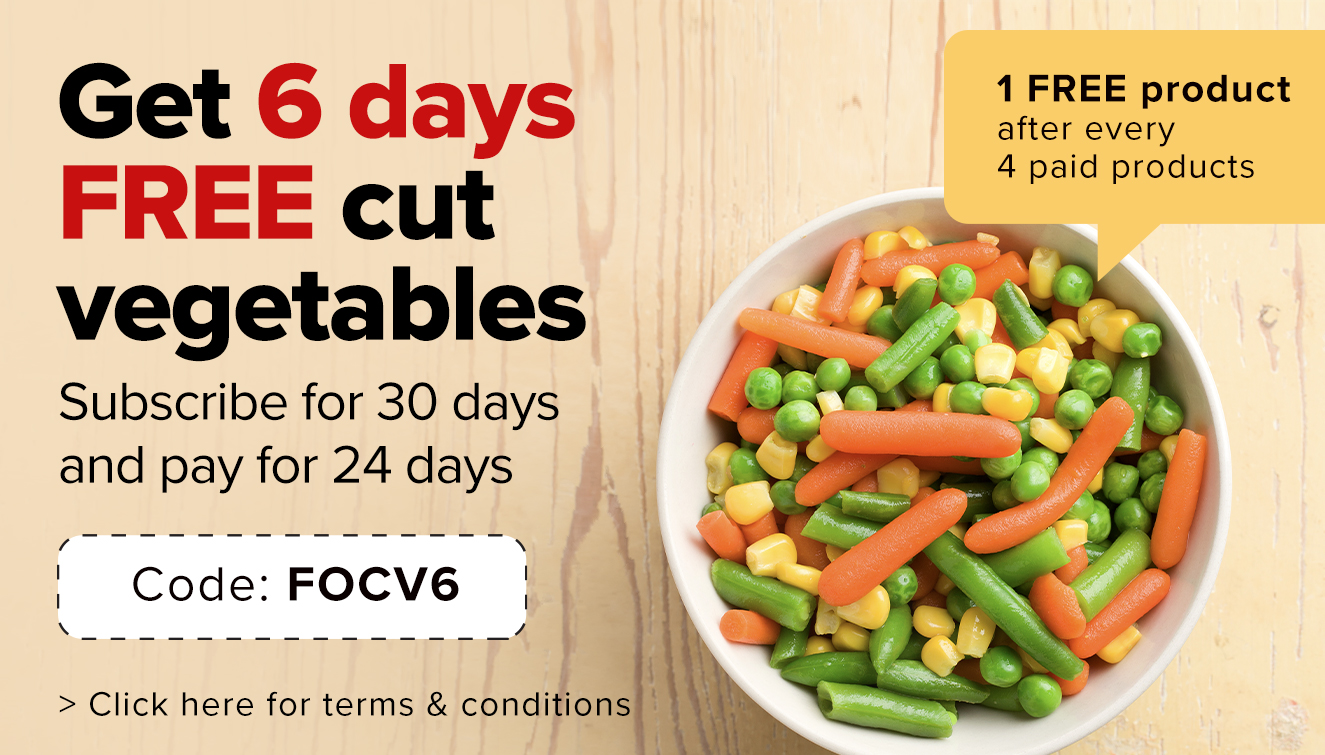 Get 6 days
FREE cut
vegetables
Subscribe for 30 days
and pay for 24 days
Code: FOCV6
> Click here for terms & conditions
1 FREE product
after every
4 paid products